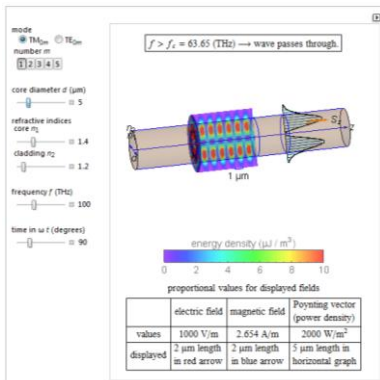 mode
TM0m TE0m
number m
1 2 3 4 5
core diameter d (μm)
5
refractive indices
core n1
1.4
cladding n2
1.2
frequency f (THz)
100
time in ω t (degrees)
90
f > fc = 63.65 (THz) ⟶ wave passes through.
n2
d
Sz
z
1 μm
energy density (μJ / m³)
0 2 4 6 8 10
proportional values for displayed fields
electric field magnetic field Poynting vector (power density)
values 1000 V/m 2.654 A/m 2000 W/m²
displayed 2 μm length in red arrow 2 μm length in blue arrow 5 μm length in horizontal graph